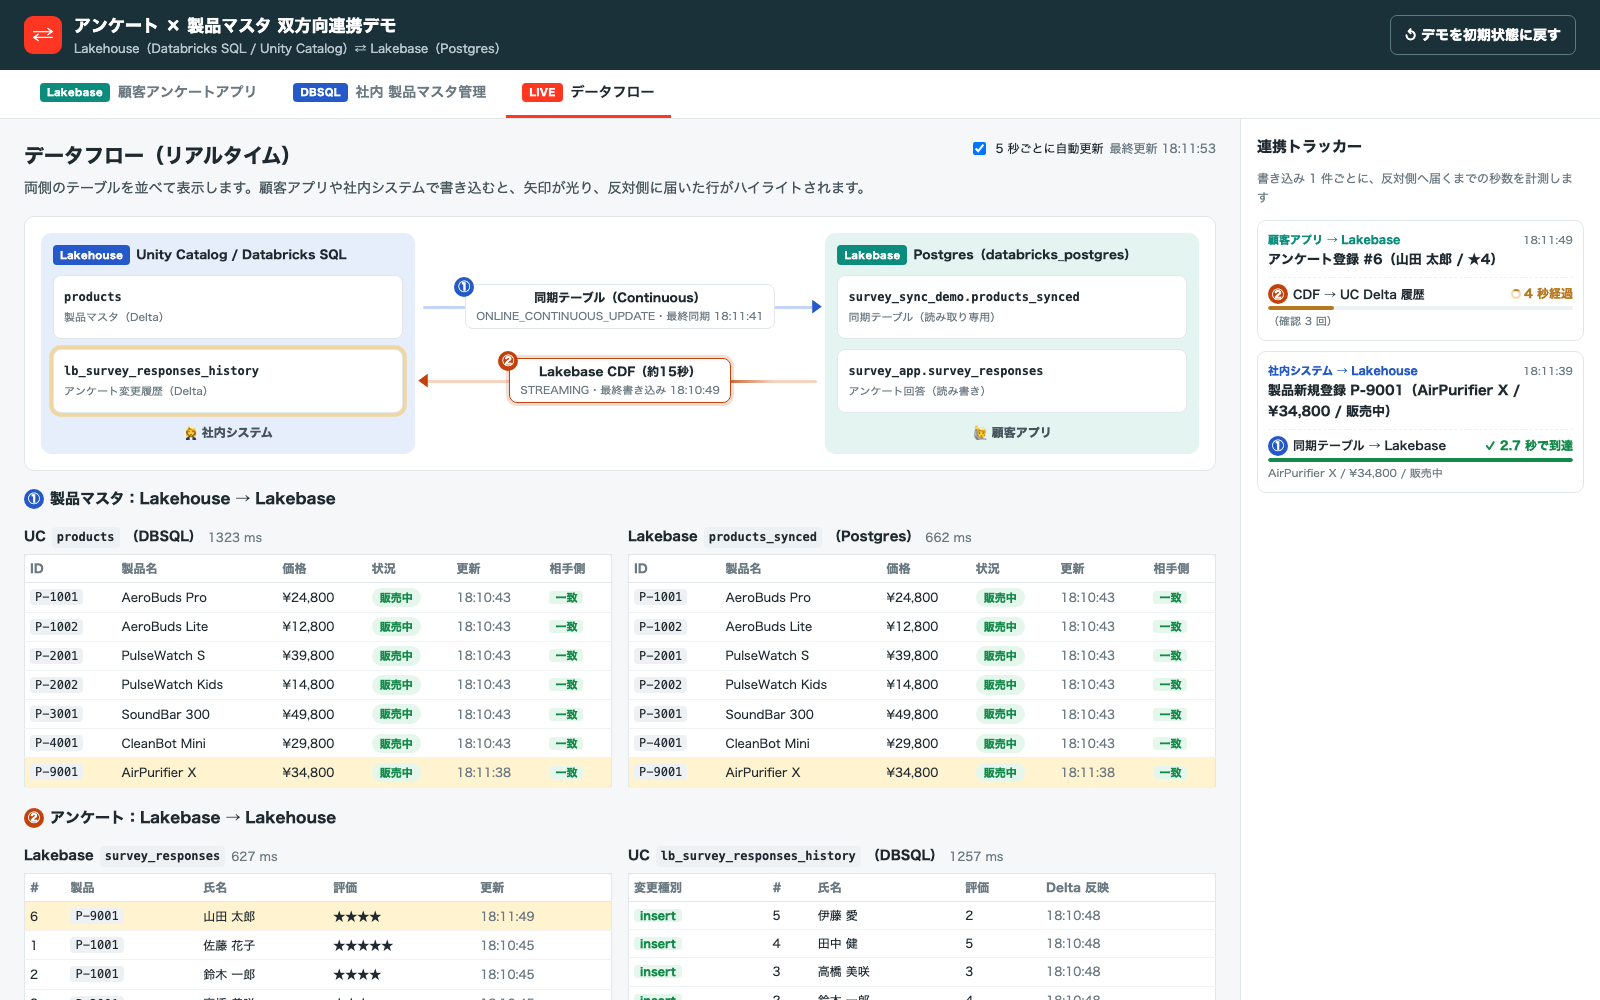 アンケート × 製品マスタ 双方向連携デモ
Lakehouse（Databricks SQL / Unity Catalog）⇄ Lakebase（Postgres）
↺ デモを初期状態に戻す
Lakebase 顧客アンケートアプリ
DBSQL 社内 製品マスタ管理
LIVE データフロー
データフロー（リアルタイム）
5 秒ごとに自動更新 最終更新 18:11:53
両側のテーブルを並べて表示します。顧客アプリや社内システムで書き込むと、矢印が光り、反対側に届いた行がハイライトされます。
Lakehouse Unity Catalog / Databricks SQL
products
製品マスタ（Delta）
lb_survey_responses_history
アンケート変更履歴（Delta）
社内システム
①
同期テーブル（Continuous）
ONLINE_CONTINUOUS_UPDATE・最終同期 18:11:41
②
Lakebase CDF（約15秒）
STREAMING・最終書き込み 18:10:49
Lakebase Postgres（databricks_postgres）
survey_sync_demo.products_synced
同期テーブル（読み取り専用）
survey_app.survey_responses
アンケート回答（読み書き）
顧客アプリ
① 製品マスタ：Lakehouse → Lakebase
UC products （DBSQL） 1323 ms
ID 製品名 価格 状況 更新 相手側
P-1001 AeroBuds Pro ¥24,800 販売中 18:10:43 一致
P-1002 AeroBuds Lite ¥12,800 販売中 18:10:43 一致
P-2001 PulseWatch S ¥39,800 販売中 18:10:43 一致
P-2002 PulseWatch Kids ¥14,800 販売中 18:10:43 一致
P-3001 SoundBar 300 ¥49,800 販売中 18:10:43 一致
P-4001 CleanBot Mini ¥29,800 販売中 18:10:43 一致
P-9001 AirPurifier X ¥34,800 販売中 18:11:38 一致
Lakebase products_synced （Postgres） 662 ms
ID 製品名 価格 状況 更新 相手側
P-1001 AeroBuds Pro ¥24,800 販売中 18:10:43 一致
P-1002 AeroBuds Lite ¥12,800 販売中 18:10:43 一致
P-2001 PulseWatch S ¥39,800 販売中 18:10:43 一致
P-2002 PulseWatch Kids ¥14,800 販売中 18:10:43 一致
P-3001 SoundBar 300 ¥49,800 販売中 18:10:43 一致
P-4001 CleanBot Mini ¥29,800 販売中 18:10:43 一致
P-9001 AirPurifier X ¥34,800 販売中 18:11:38 一致
② アンケート：Lakebase → Lakehouse
Lakebase survey_responses 627 ms
# 製品 氏名 評価 更新
6 P-9001 山田 太郎 ★★★★ 18:11:49
1 P-1001 佐藤 花子 ★★★★★ 18:10:45
2 P-1001 鈴木 一郎 ★★★★ 18:10:45
UC lb_survey_responses_history （DBSQL） 1257 ms
変更種別 # 氏名 評価 Delta 反映
insert 5 伊藤 愛 2 18:10:48
insert 4 田中 健 5 18:10:48
insert 3 高橋 美咲 3 18:10:48
連携トラッカー
書き込み 1 件ごとに、反対側へ届くまでの秒数を計測しま
す
顧客アプリ → Lakebase 18:11:49
アンケート登録 #6（山田 太郎 / ★4）
② CDF → UC Delta 履歴 4 秒経過
（確認 3 回）
社内システム → Lakehouse 18:11:39
製品新規登録 P-9001（AirPurifier X /
¥34,800 / 販売中）
① 同期テーブル → Lakebase ✓ 2.7 秒で到達
AirPurifier X / ¥34,800 / 販売中